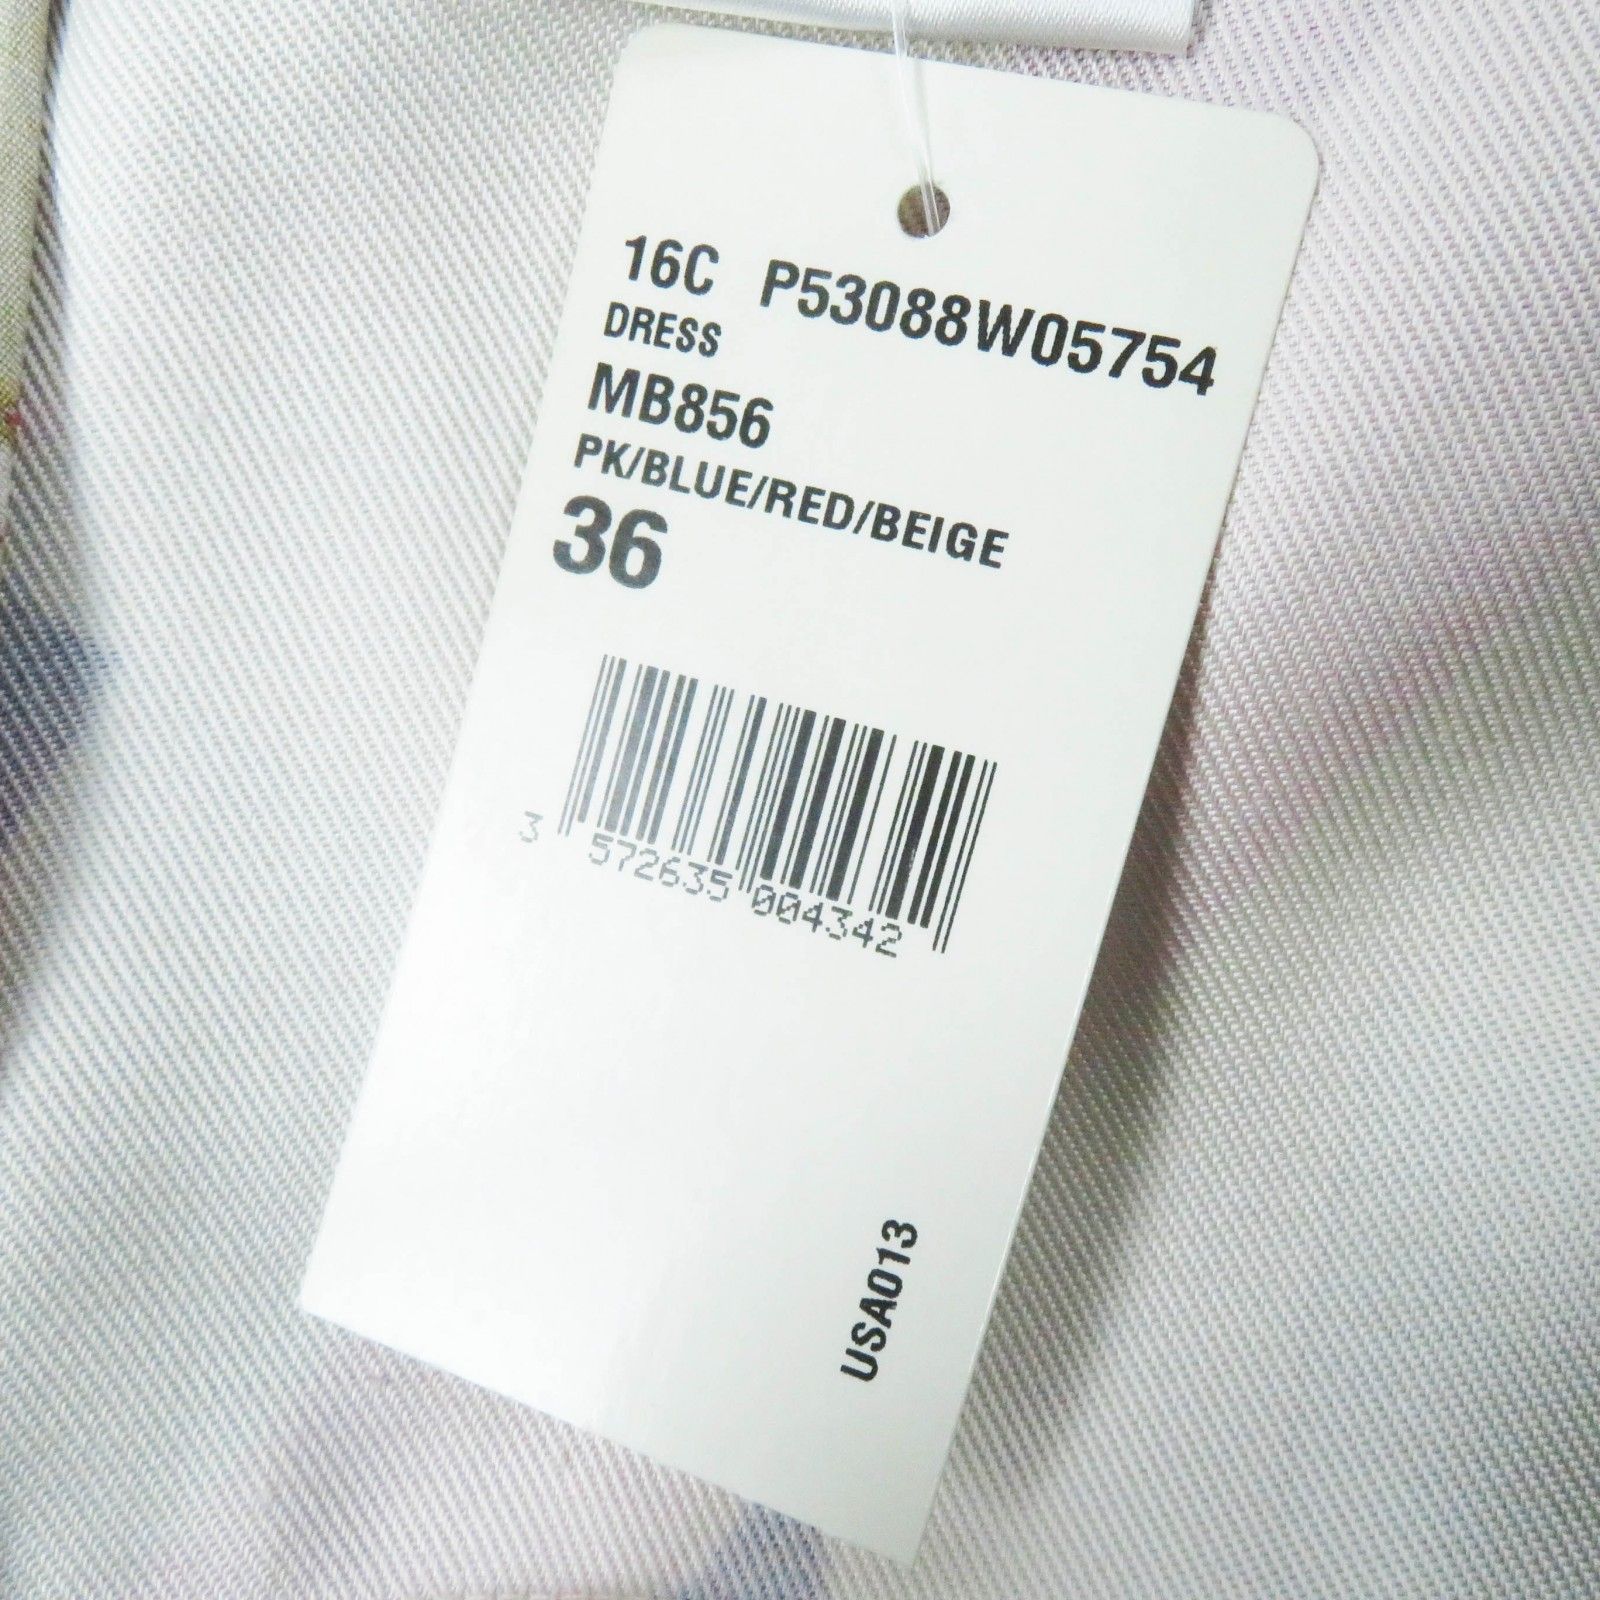 16C P53088W05754
DRESS
MB856
PK/BLUE/RED/BEIGE
36
3 572635 004342
USA013